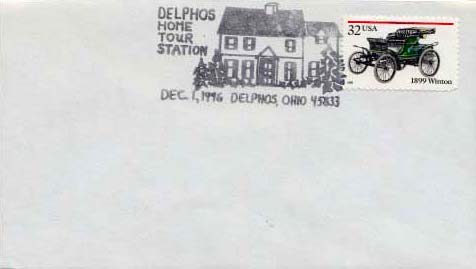 DELPHOS
HOME
TOUR
STATION
DEC. 1, 1996 DELPHOS, OHIO 45833
32 USA
1899 Winton